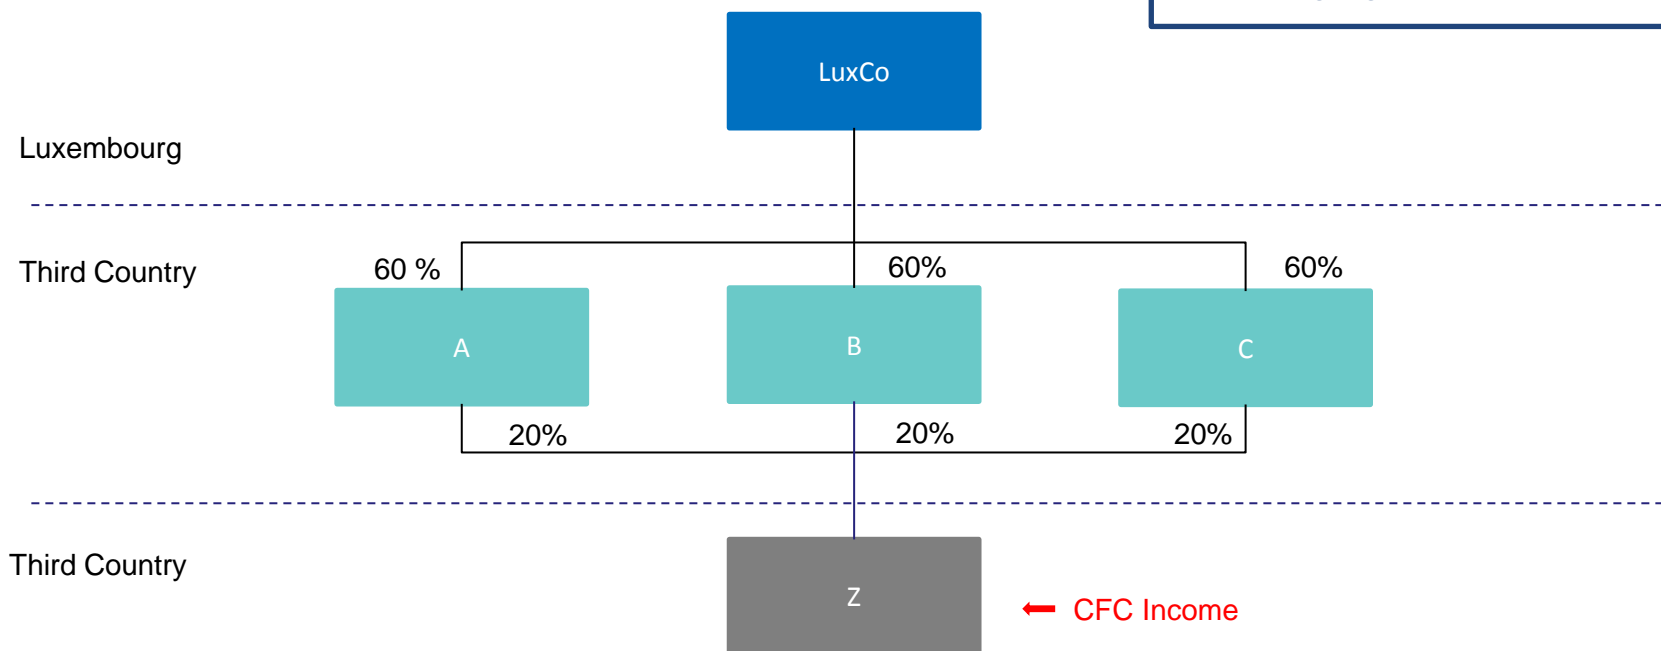 LuxCo
Luxembourg
Third Country
60 %
60%
60%
A
B
C
20%
20%
20%
Third Country
Z
CFC Income